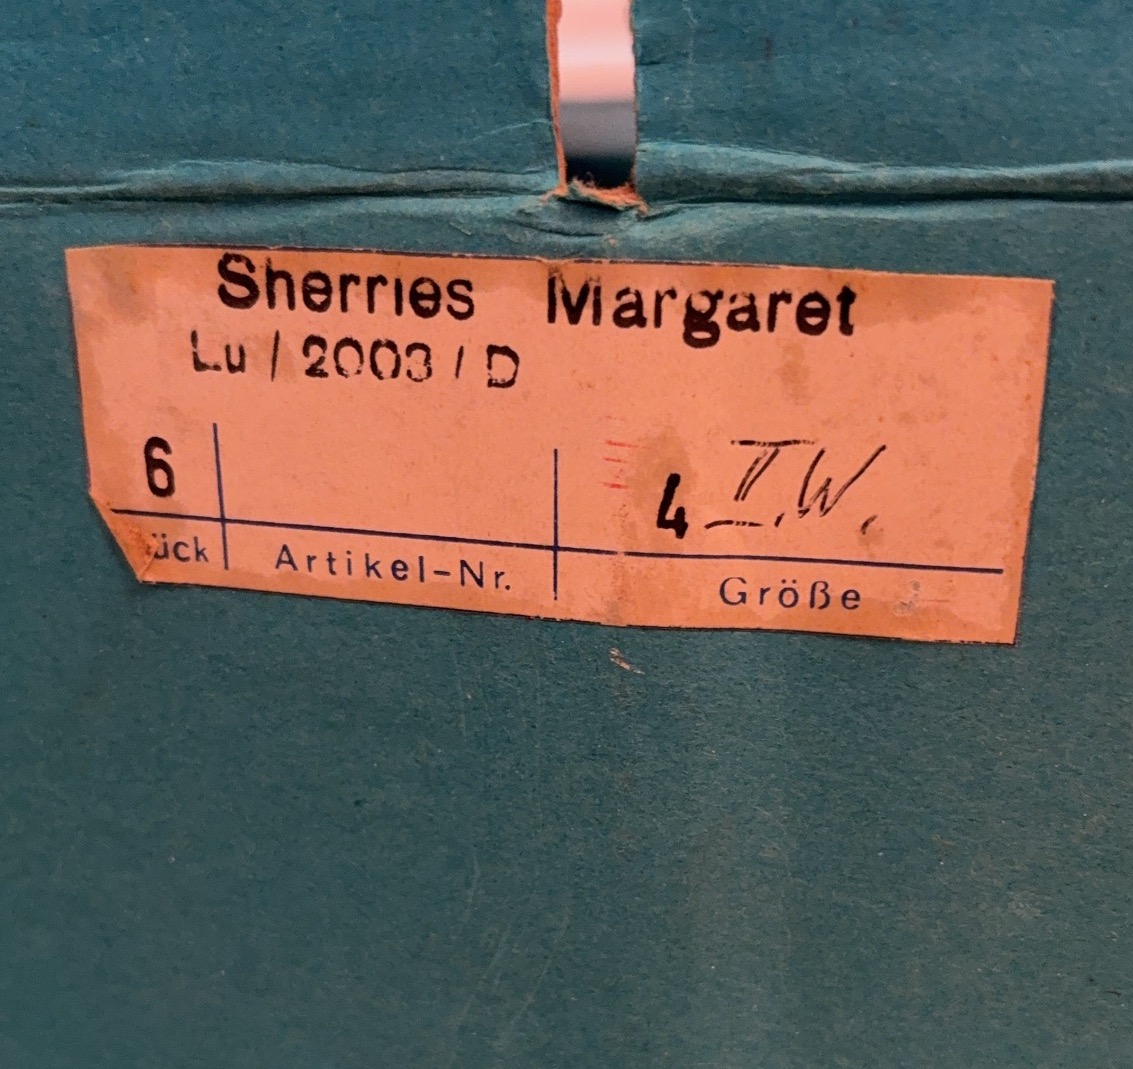 Sherries Margaret
Lu / 2003 / D
6 4 I.W.
ück Artikel-Nr. Größe